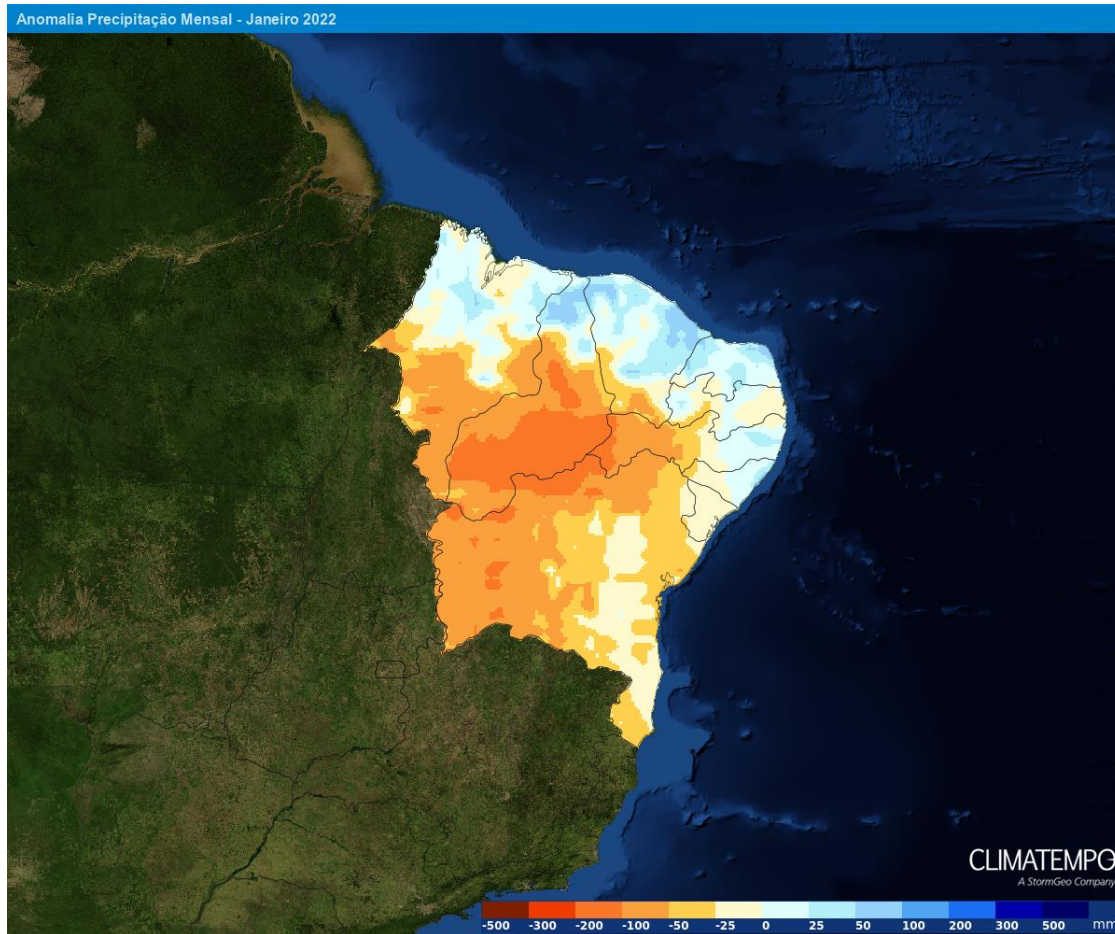 Anomalia Precipitação Mensal - Janeiro 2022
CLIMATEMPO
A StormGeo Company
-500 -300 -200 -100 -50 -25 0 25 50 100 200 300 500 mm